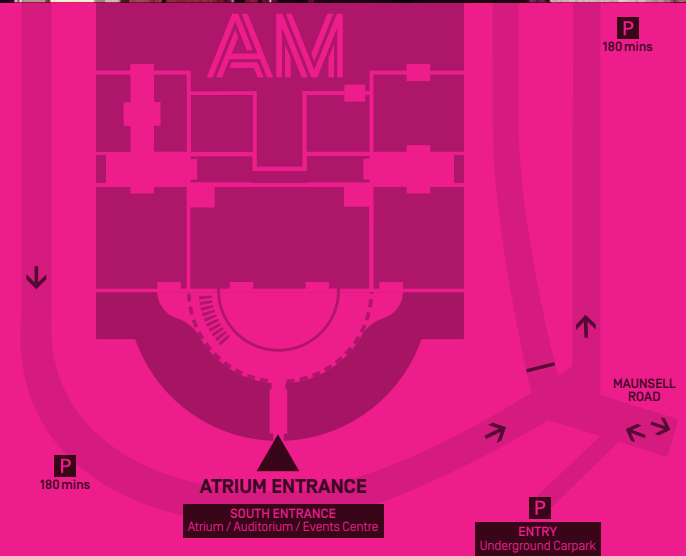 AM
P
180 mins
MAUNSELL
ROAD
P
180 mins
ATRIUM ENTRANCE
SOUTH ENTRANCE
Atrium / Auditorium / Events Centre
P
ENTRY
Underground Carpark